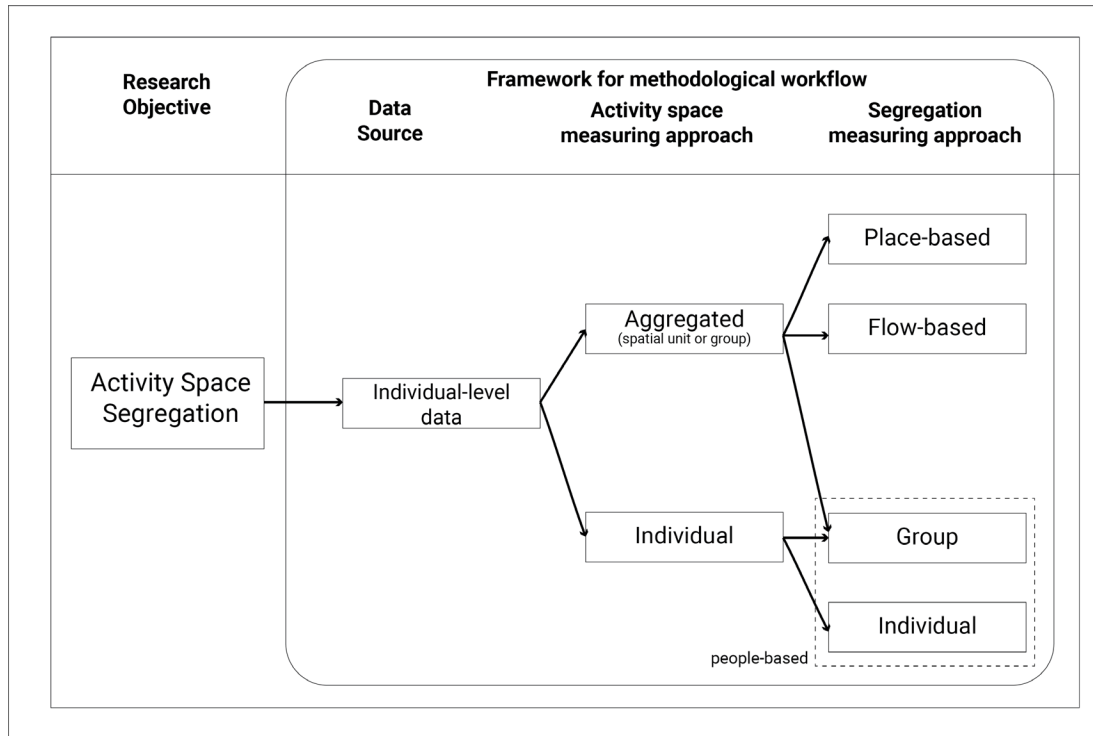 Research
Objective
Framework for methodological workflow
Data
Source
Activity space
measuring approach
Segregation
measuring approach
Activity Space
Segregation
Individual-level
data
Aggregated
(spatial unit or group)
Individual
Place-based
Flow-based
Group
Individual
people-based